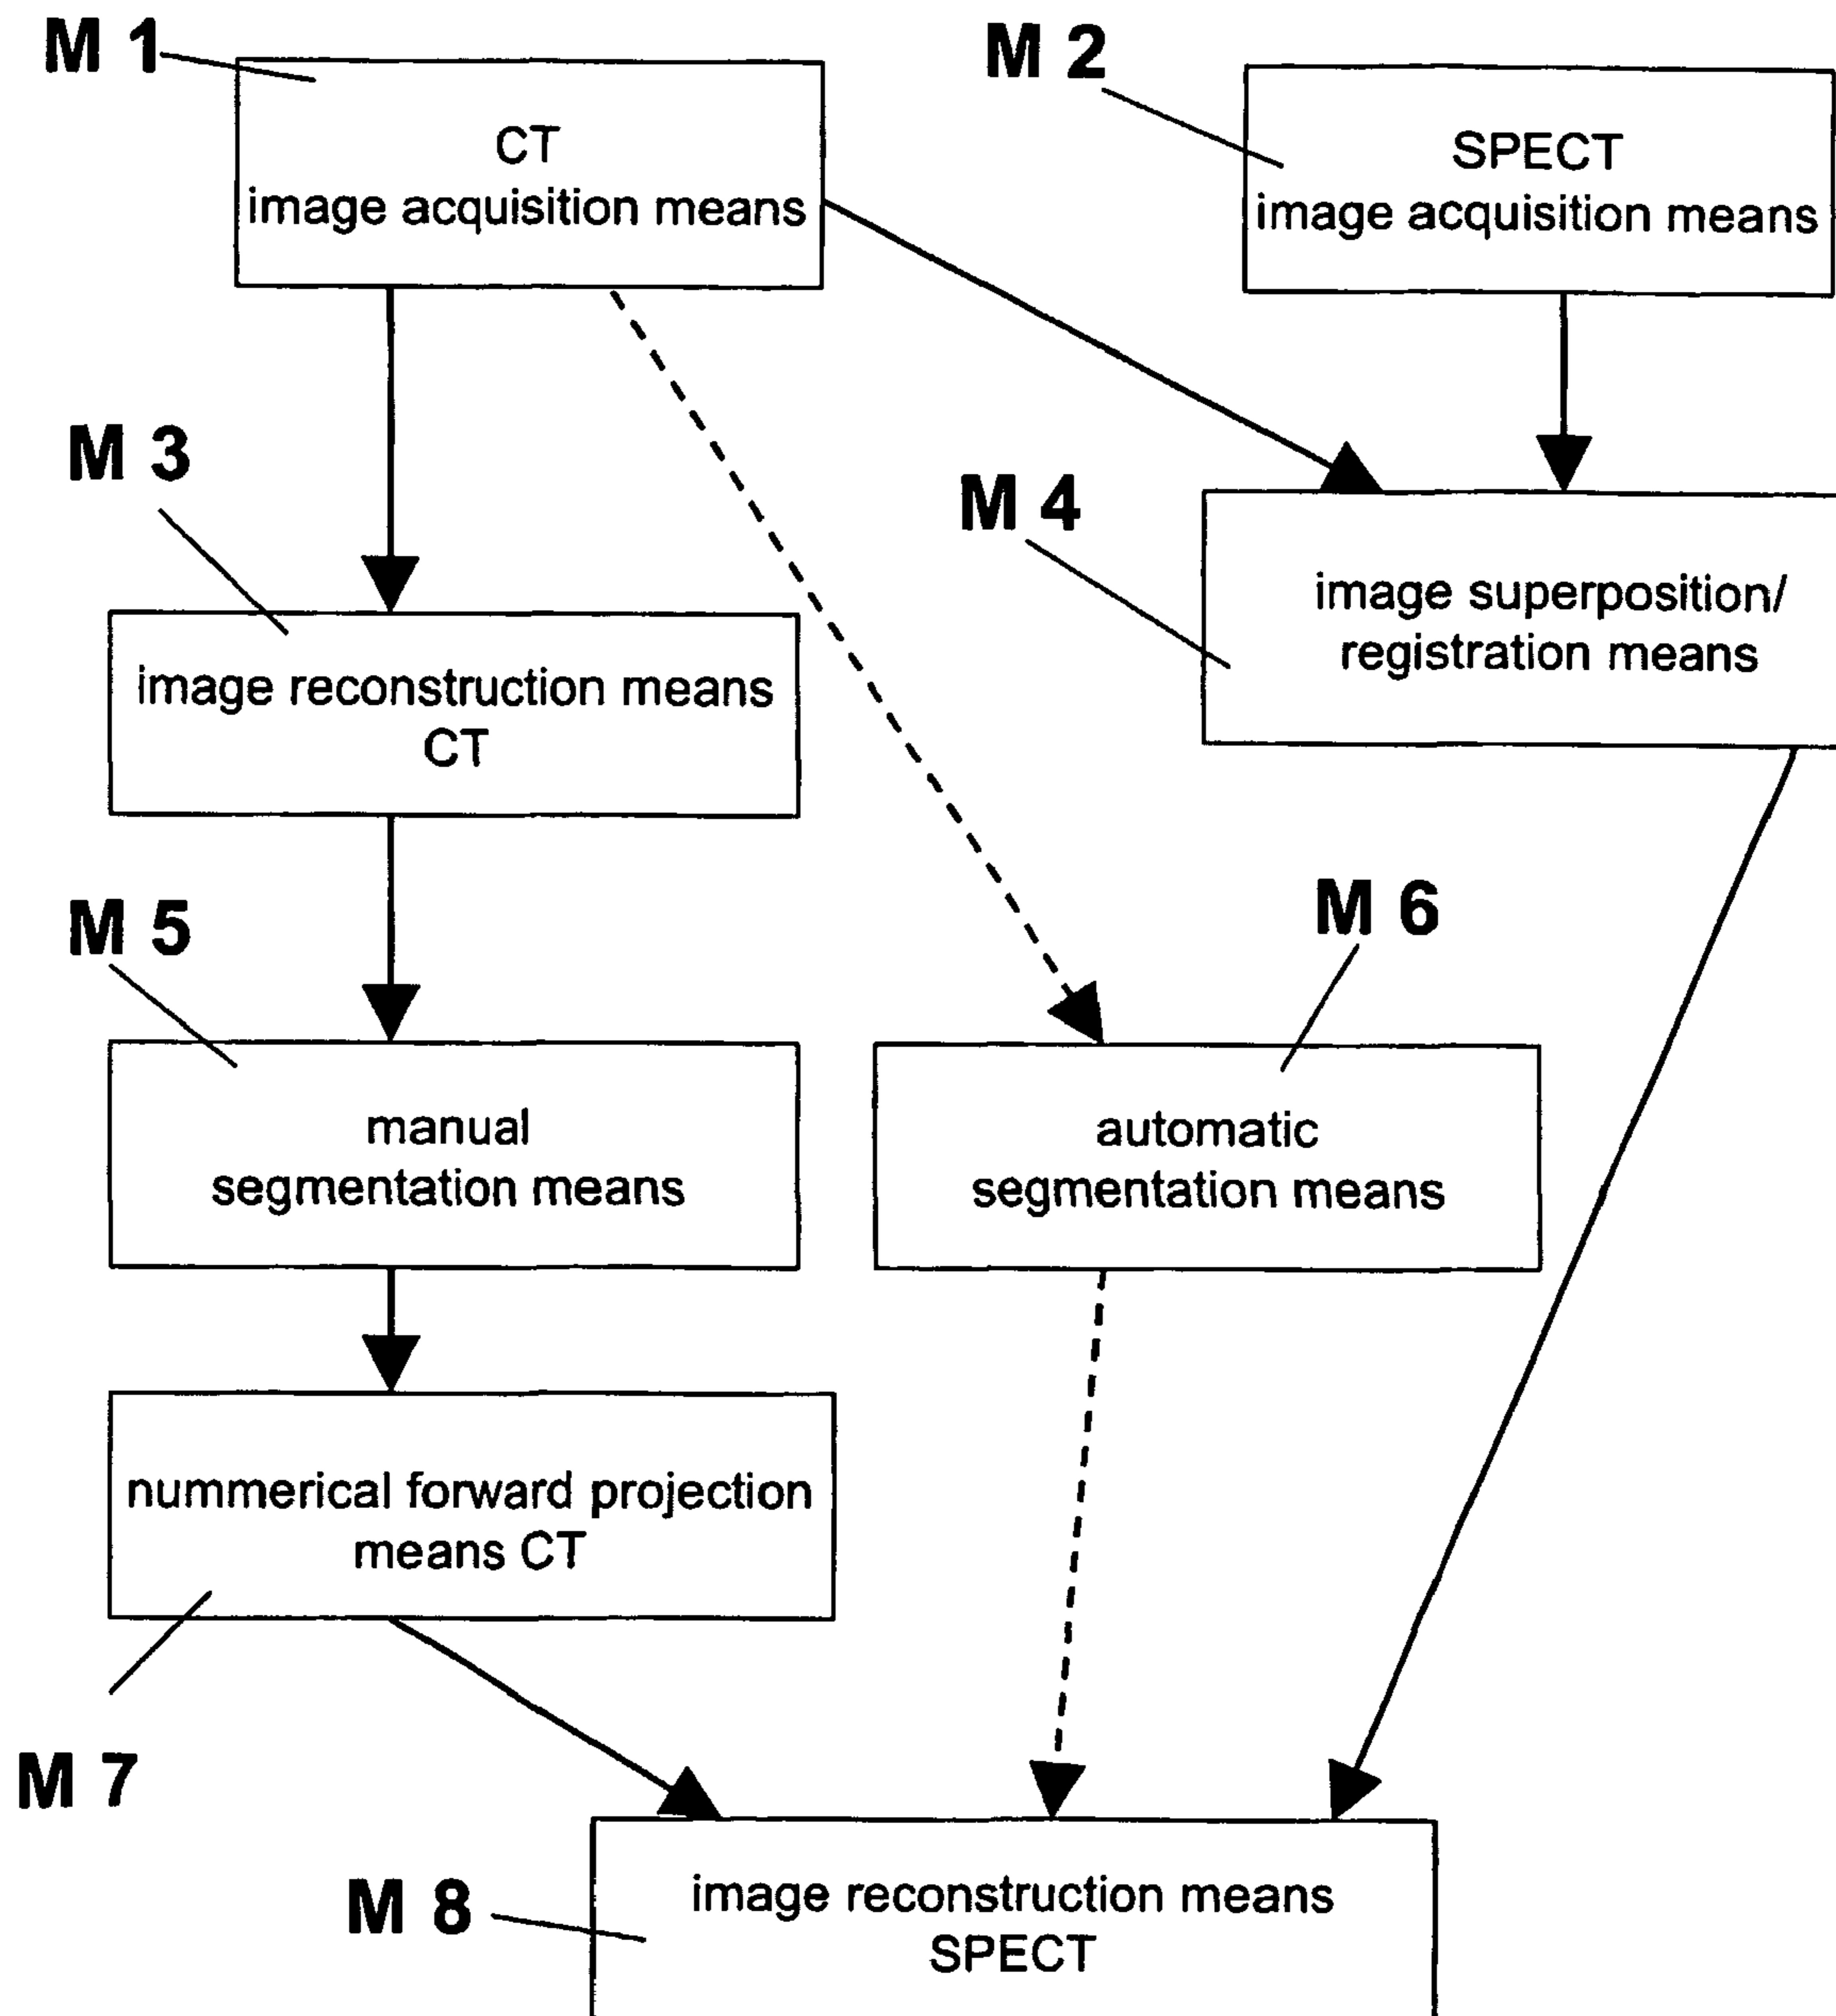 M 1
CT
image acquisition means
M 2
SPECT
image acquisition means
M 3
image reconstruction means
CT
M 4
image superposition/
registration means
M 5
manual
segmentation means
M 6
automatic
segmentation means
nummerical forward projection
means CT
M 7
M 8
image reconstruction means
SPECT